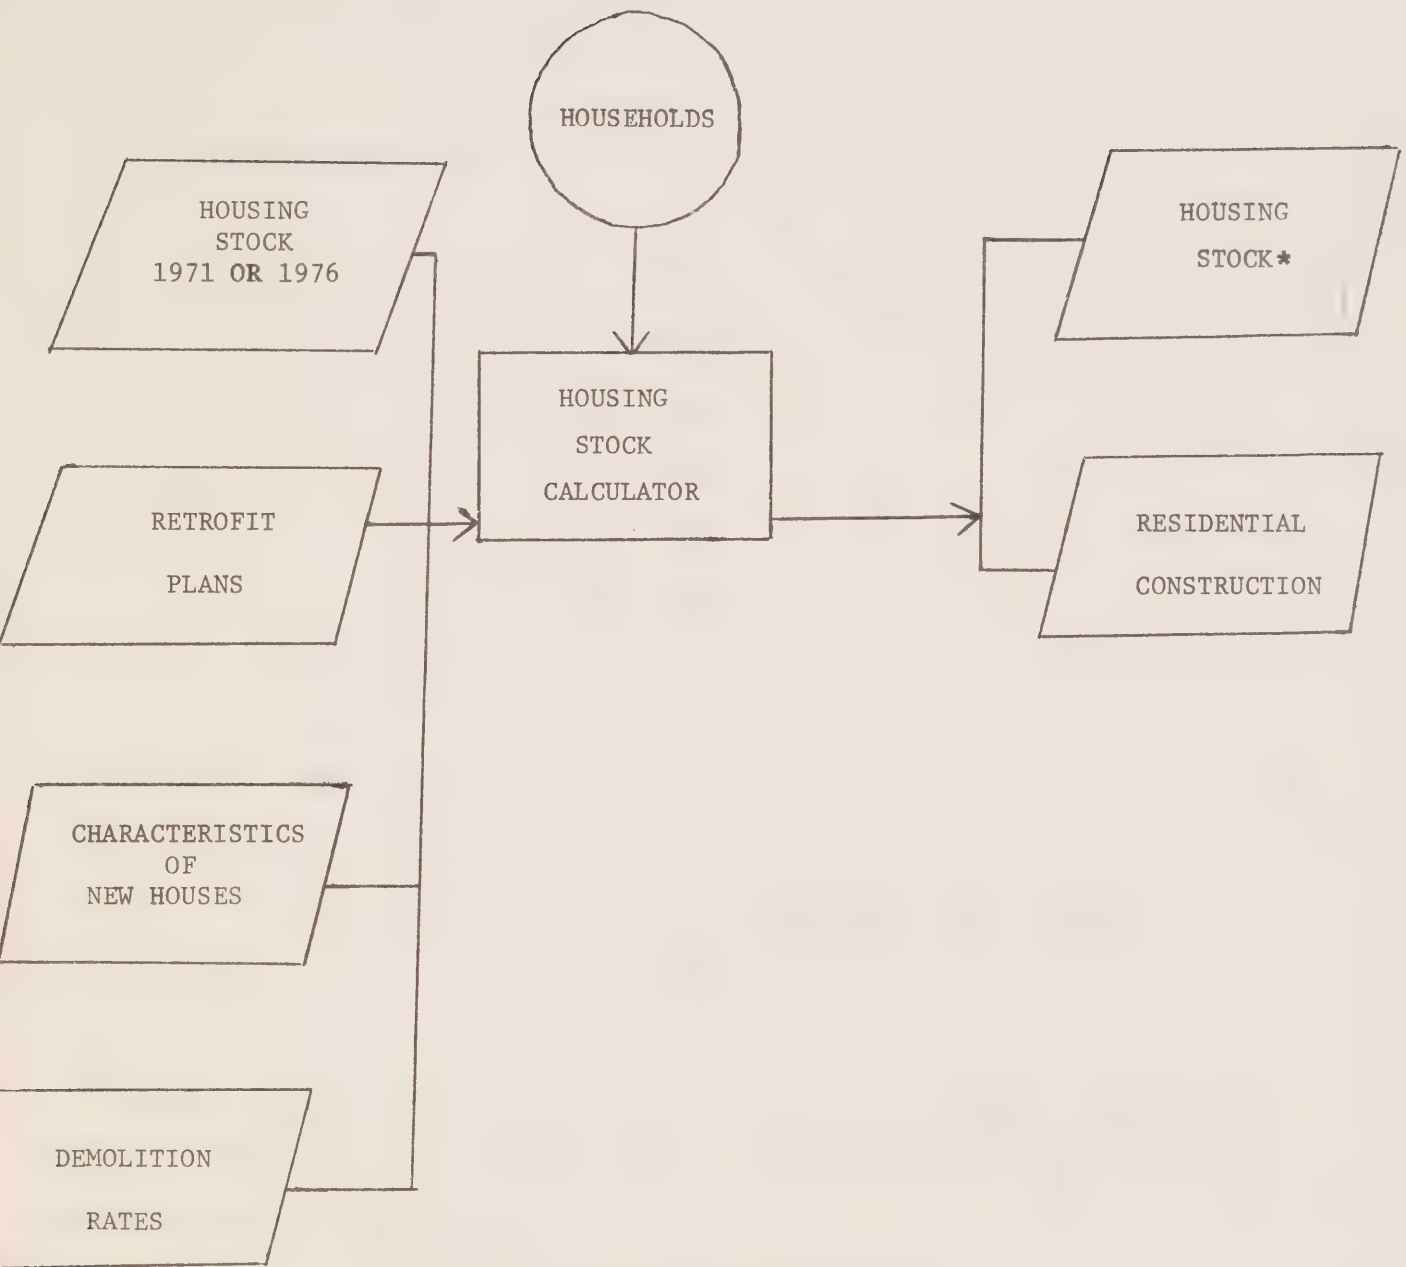 HOUSEHOLDS
HOUSING
STOCK
1971 OR 1976
HOUSING
STOCK*
HOUSING
STOCK
CALCULATOR
RETROFIT
PLANS
RESIDENTIAL
CONSTRUCTION
CHARACTERISTICS
OF
NEW HOUSES
DEMOLITION
RATES